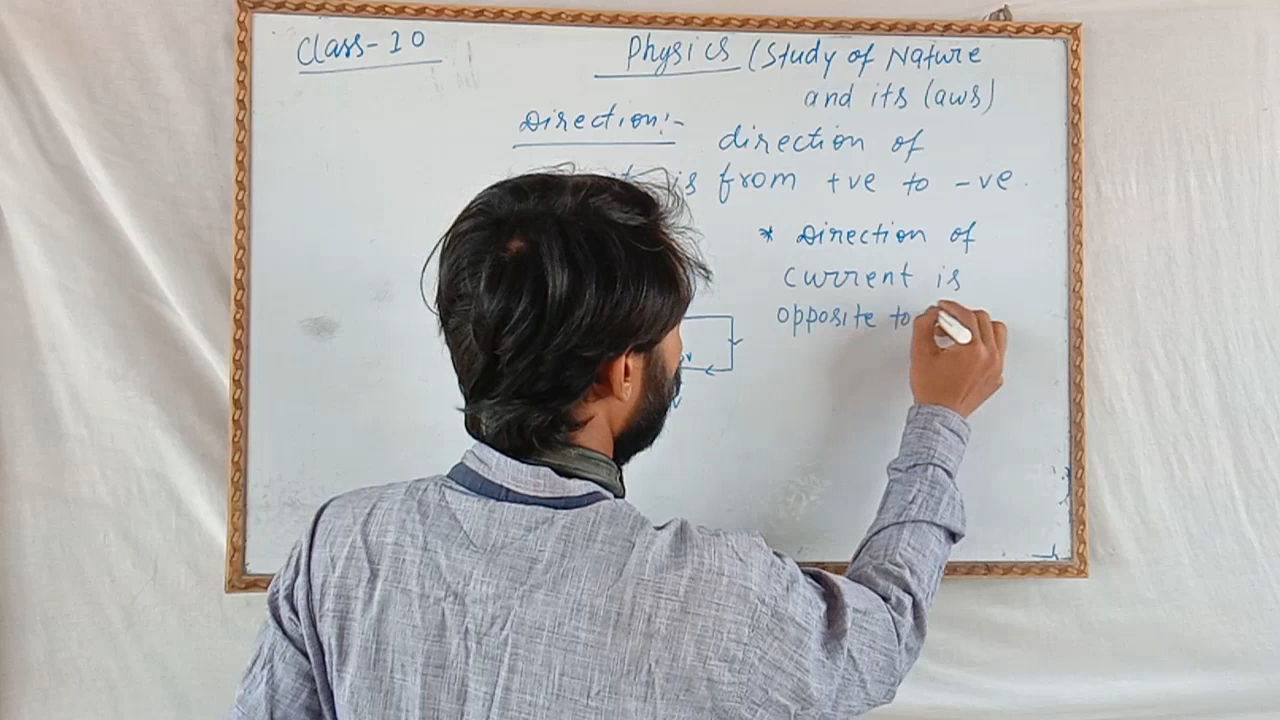 Class-10
Physics (Study of Nature
and its laws)
Direction:- direction of
is from +ve to -ve
* Direction of
current is
opposite to